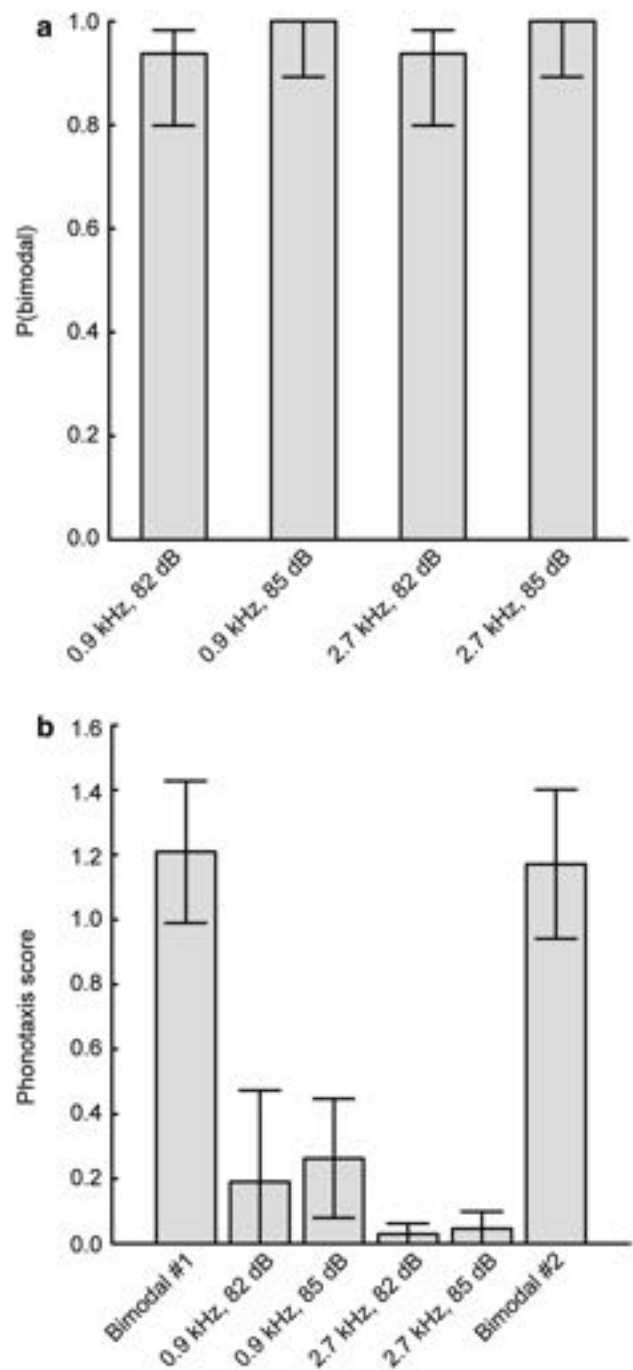 a
P(bimodal)
1.0
0.8
0.6
0.4
0.2
0.0
0.9 kHz, 82 dB
0.9 kHz, 85 dB
2.7 kHz, 82 dB
2.7 kHz, 85 dB
b
Phonotaxis score
1.6
1.4
1.2
1.0
0.8
0.6
0.4
0.2
0.0
Bimodal #1
0.9 kHz, 82 dB
0.9 kHz, 85 dB
2.7 kHz, 82 dB
2.7 kHz, 85 dB
Bimodal #2